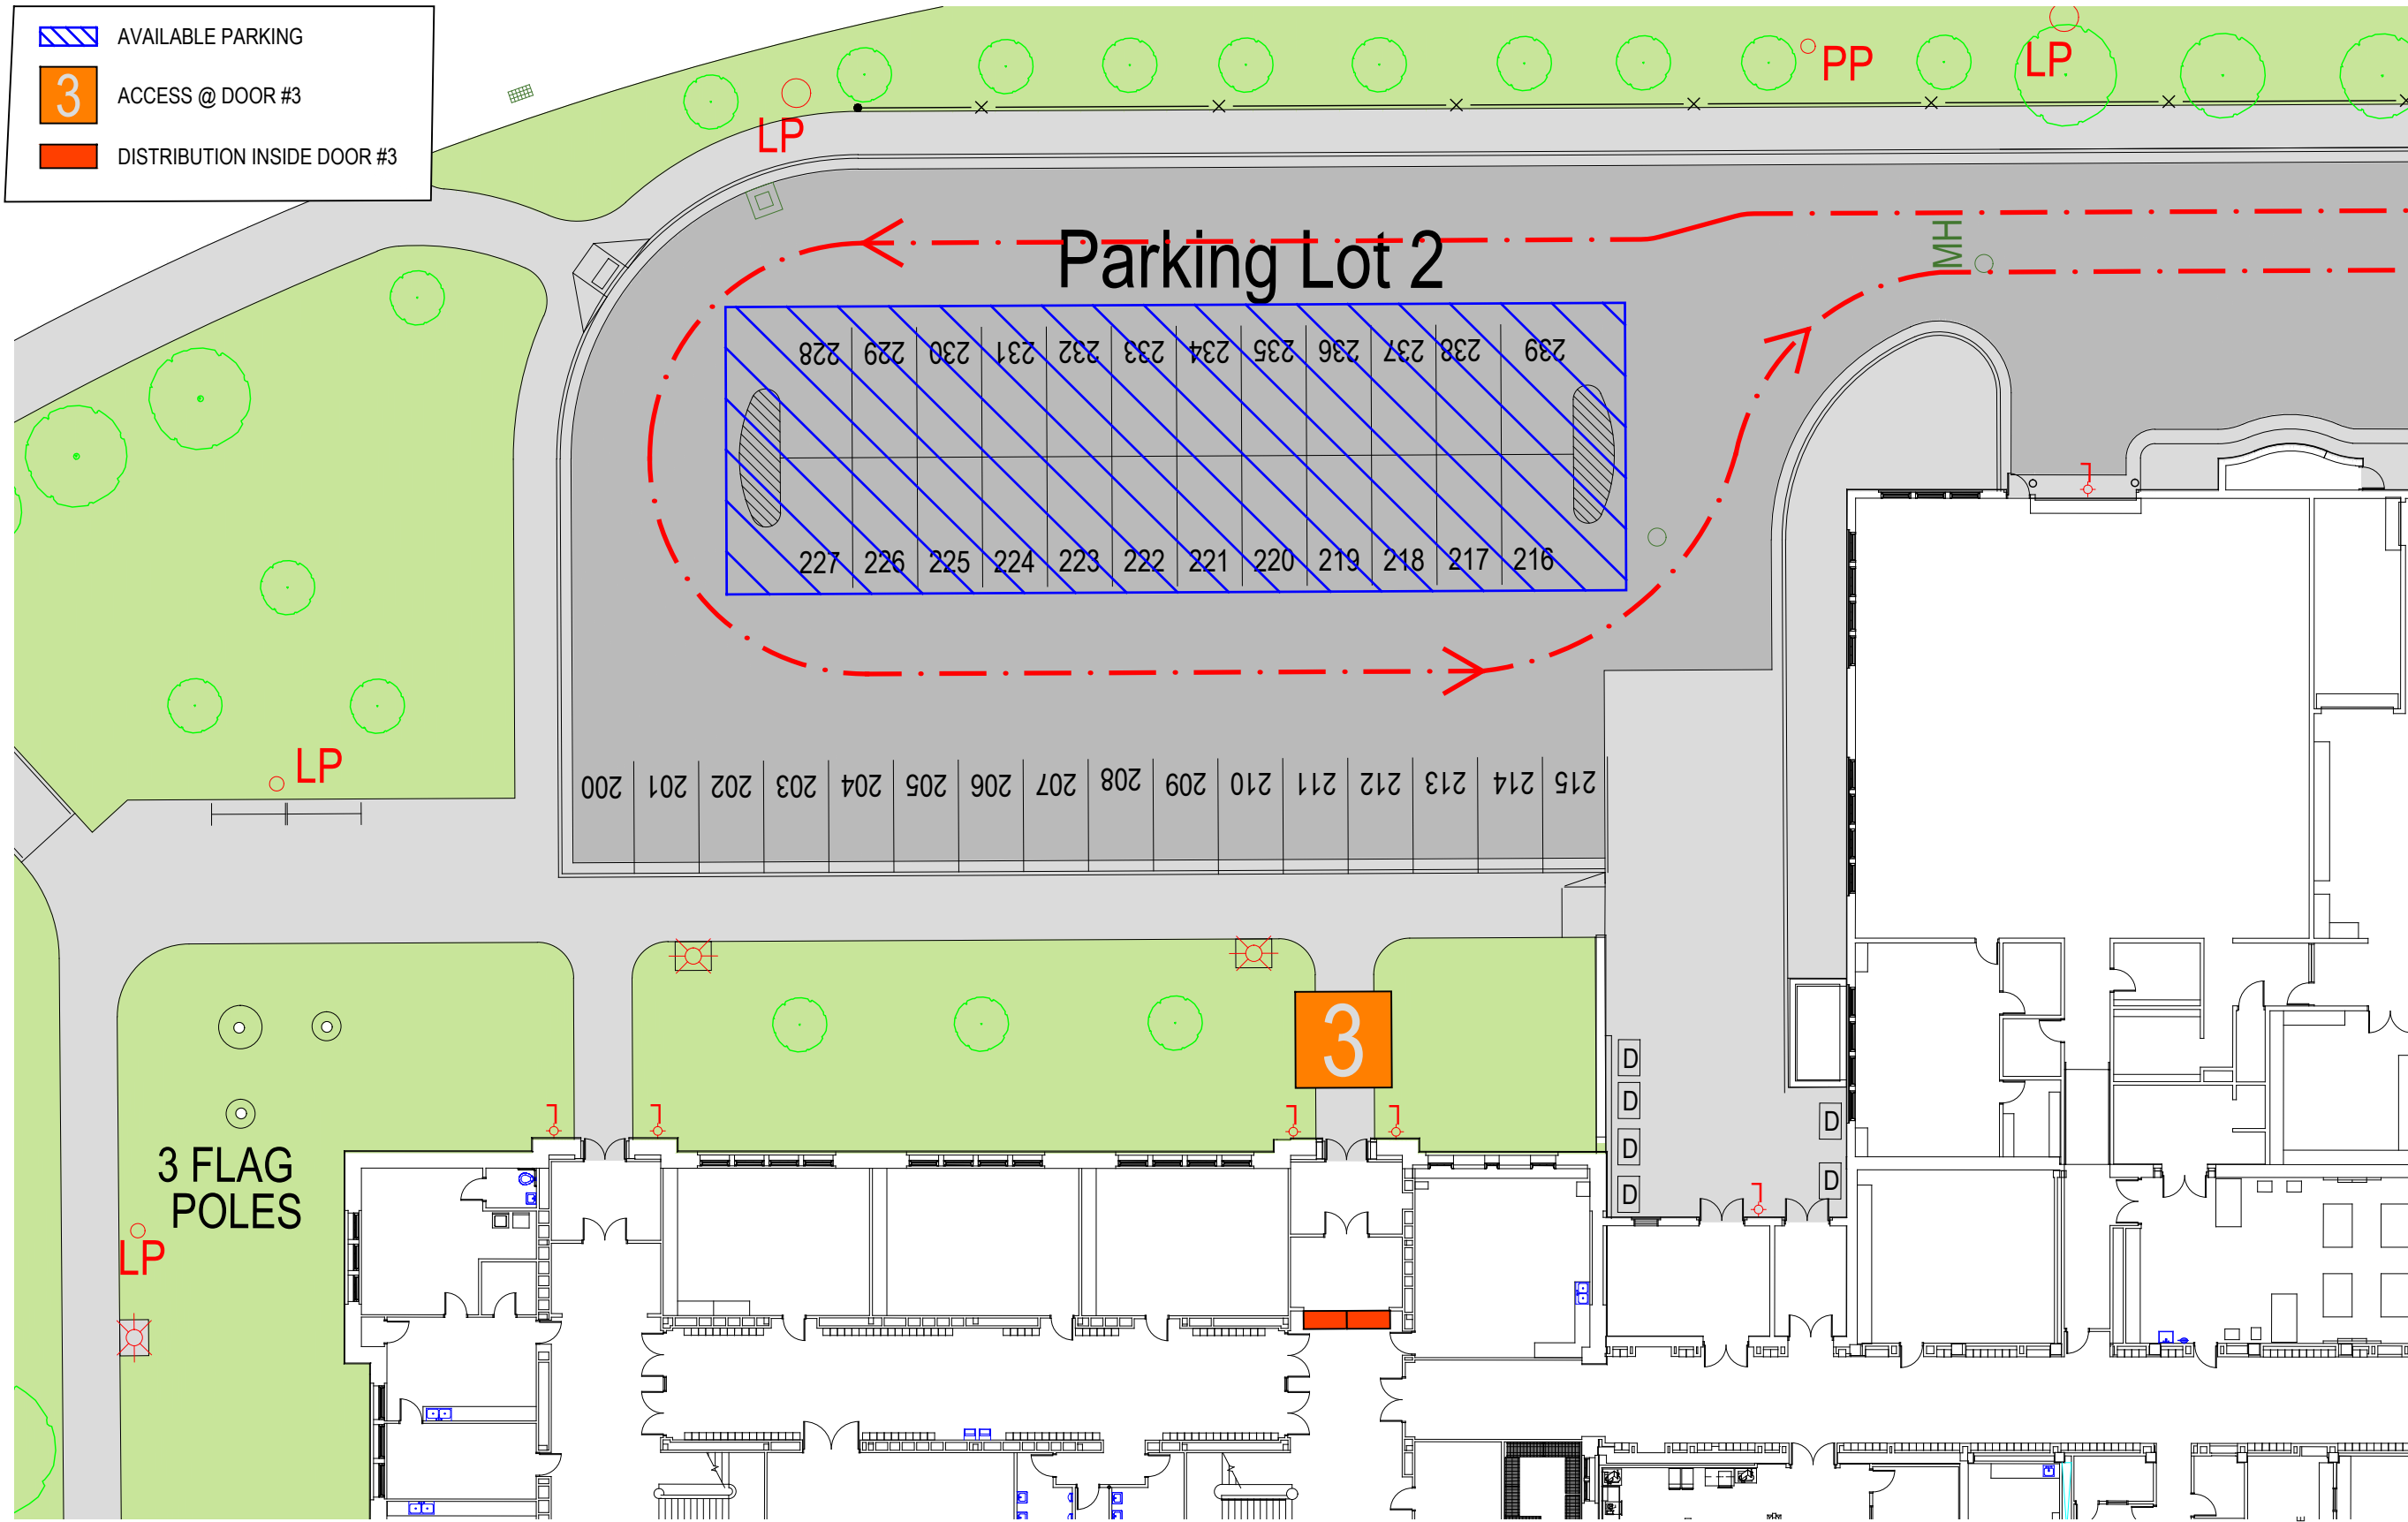 AVAILABLE PARKING
3 ACCESS @ DOOR #3
DISTRIBUTION INSIDE DOOR #3
LP
PP
LP
MH
Parking Lot 2
228 229 230 231 232 233 234 235 236 237 238 239
227 226 225 224 223 222 221 220 219 218 217 216
LP
200 201 202 203 204 205 206 207 208 209 210 211 212 213 214 215
3
D
D
D
D
D
D
3 FLAG
POLES
LP